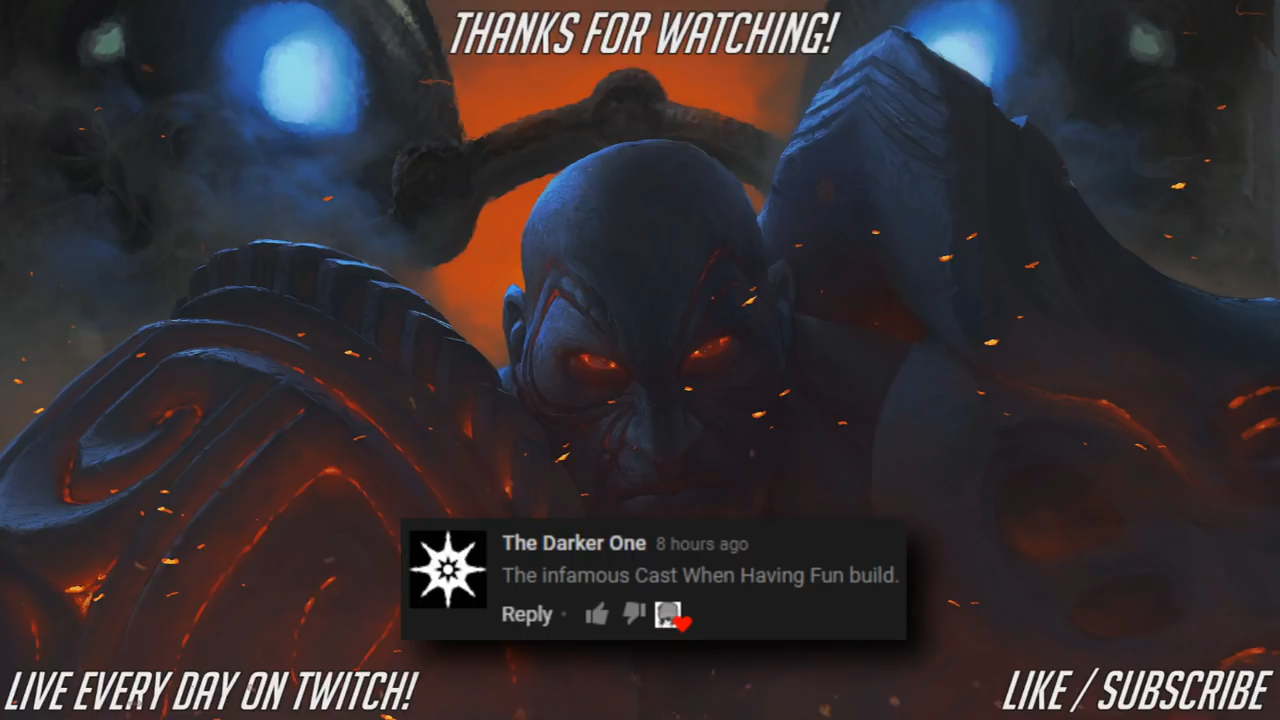 THANKS FOR WATCHING!
The Darker One 8 hours ago
The infamous Cast When Having Fun build.
Reply
LIVE EVERY DAY ON TWITCH!
LIKE / SUBSCRIBE